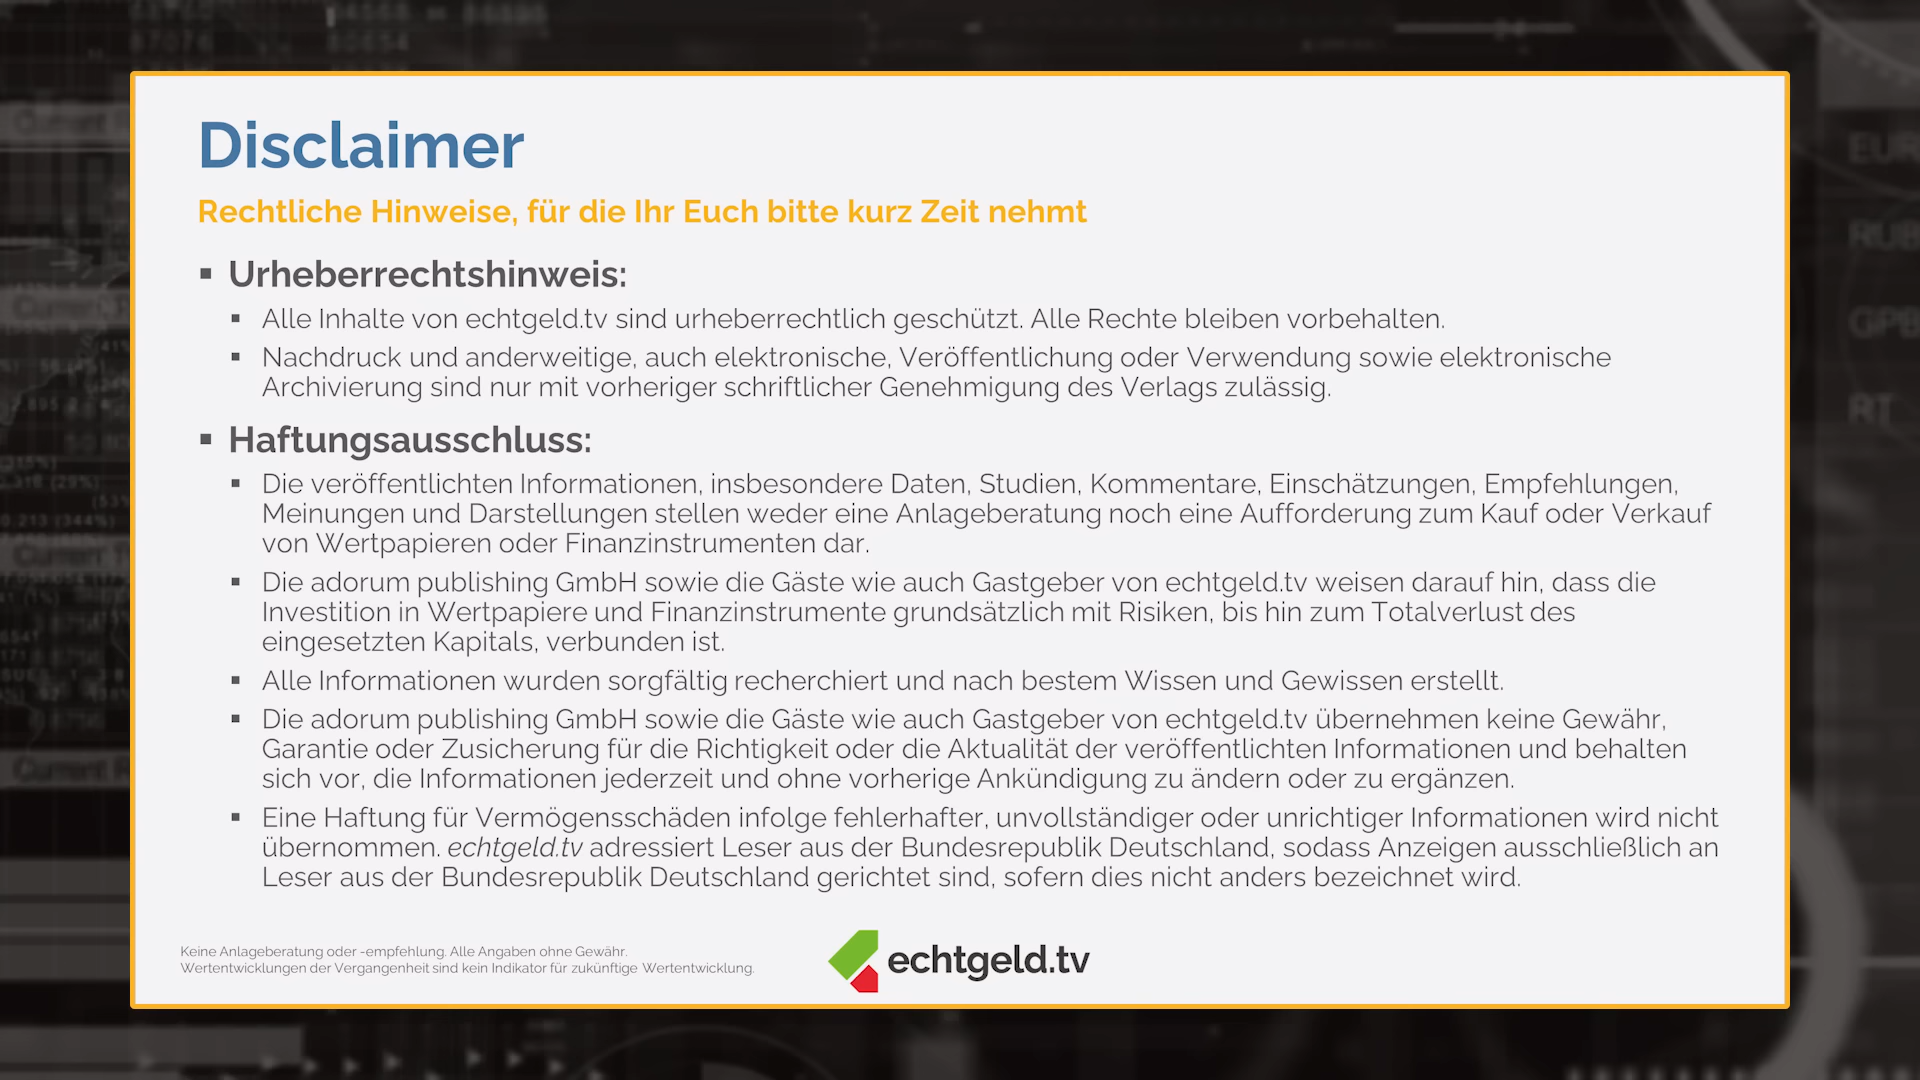 Disclaimer
Rechtliche Hinweise, für die Ihr Euch bitte kurz Zeit nehmt
▪ Urheberrechtshinweis:
▪ Alle Inhalte von echtgeld.tv sind urheberrechtlich geschützt. Alle Rechte bleiben vorbehalten.
▪ Nachdruck und anderweitige, auch elektronische, Veröffentlichung oder Verwendung sowie elektronische
Archivierung sind nur mit vorheriger schriftlicher Genehmigung des Verlags zulässig.
▪ Haftungsausschluss:
▪ Die veröffentlichten Informationen, insbesondere Daten, Studien, Kommentare, Einschätzungen, Empfehlungen,
Meinungen und Darstellungen stellen weder eine Anlageberatung noch eine Aufforderung zum Kauf oder Verkauf
von Wertpapieren oder Finanzinstrumenten dar.
▪ Die adorum publishing GmbH sowie die Gäste wie auch Gastgeber von echtgeld.tv weisen darauf hin, dass die
Investition in Wertpapiere und Finanzinstrumente grundsätzlich mit Risiken, bis hin zum Totalverlust des
eingesetzten Kapitals, verbunden ist.
▪ Alle Informationen wurden sorgfältig recherchiert und nach bestem Wissen und Gewissen erstellt.
▪ Die adorum publishing GmbH sowie die Gäste wie auch Gastgeber von echtgeld.tv übernehmen keine Gewähr,
Garantie oder Zusicherung für die Richtigkeit oder die Aktualität der veröffentlichten Informationen und behalten
sich vor, die Informationen jederzeit und ohne vorherige Ankündigung zu ändern oder zu ergänzen.
▪ Eine Haftung für Vermögensschäden infolge fehlerhafter, unvollständiger oder unrichtiger Informationen wird nicht
übernommen. echtgeld.tv adressiert Leser aus der Bundesrepublik Deutschland, sodass Anzeigen ausschließlich an
Leser aus der Bundesrepublik Deutschland gerichtet sind, sofern dies nicht anders bezeichnet wird.
Keine Anlageberatung oder -empfehlung. Alle Angaben ohne Gewähr.
Wertentwicklungen der Vergangenheit sind kein Indikator für zukünftige Wertentwicklung.
echtgeld.tv